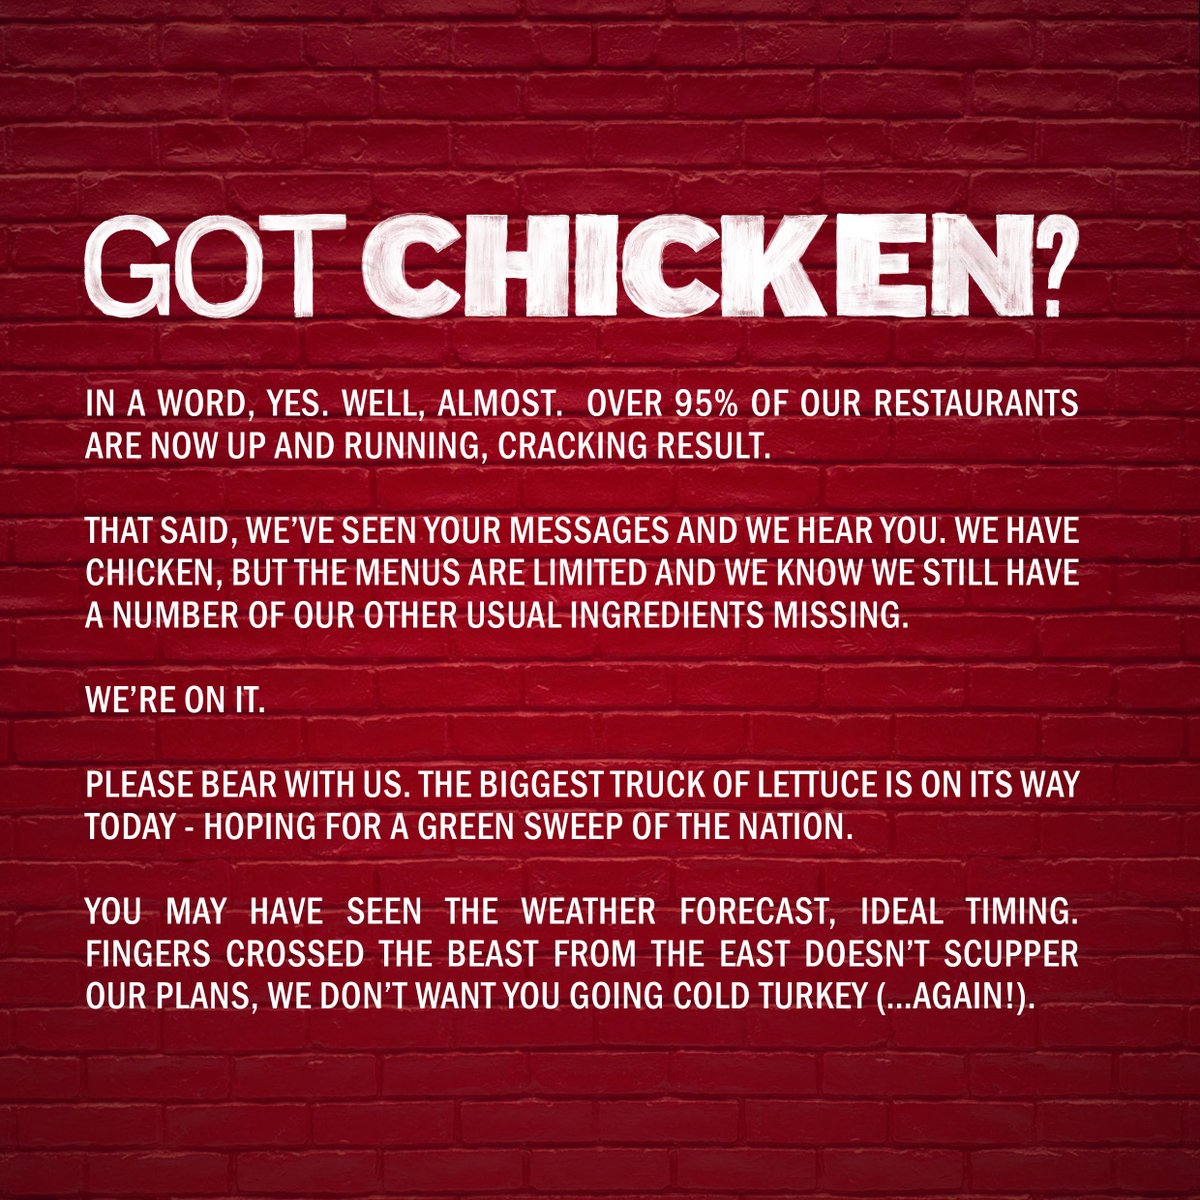 GOT CHICKEN?
IN A WORD, YES. WELL, ALMOST. OVER 95% OF OUR RESTAURANTS
ARE NOW UP AND RUNNING, CRACKING RESULT.
THAT SAID, WE’VE SEEN YOUR MESSAGES AND WE HEAR YOU. WE HAVE
CHICKEN, BUT THE MENUS ARE LIMITED AND WE KNOW WE STILL HAVE
A NUMBER OF OUR OTHER USUAL INGREDIENTS MISSING.
WE’RE ON IT.
PLEASE BEAR WITH US. THE BIGGEST TRUCK OF LETTUCE IS ON ITS WAY
TODAY - HOPING FOR A GREEN SWEEP OF THE NATION.
YOU MAY HAVE SEEN THE WEATHER FORECAST, IDEAL TIMING.
FINGERS CROSSED THE BEAST FROM THE EAST DOESN’T SCUPPER
OUR PLANS, WE DON’T WANT YOU GOING COLD TURKEY (...AGAIN!).